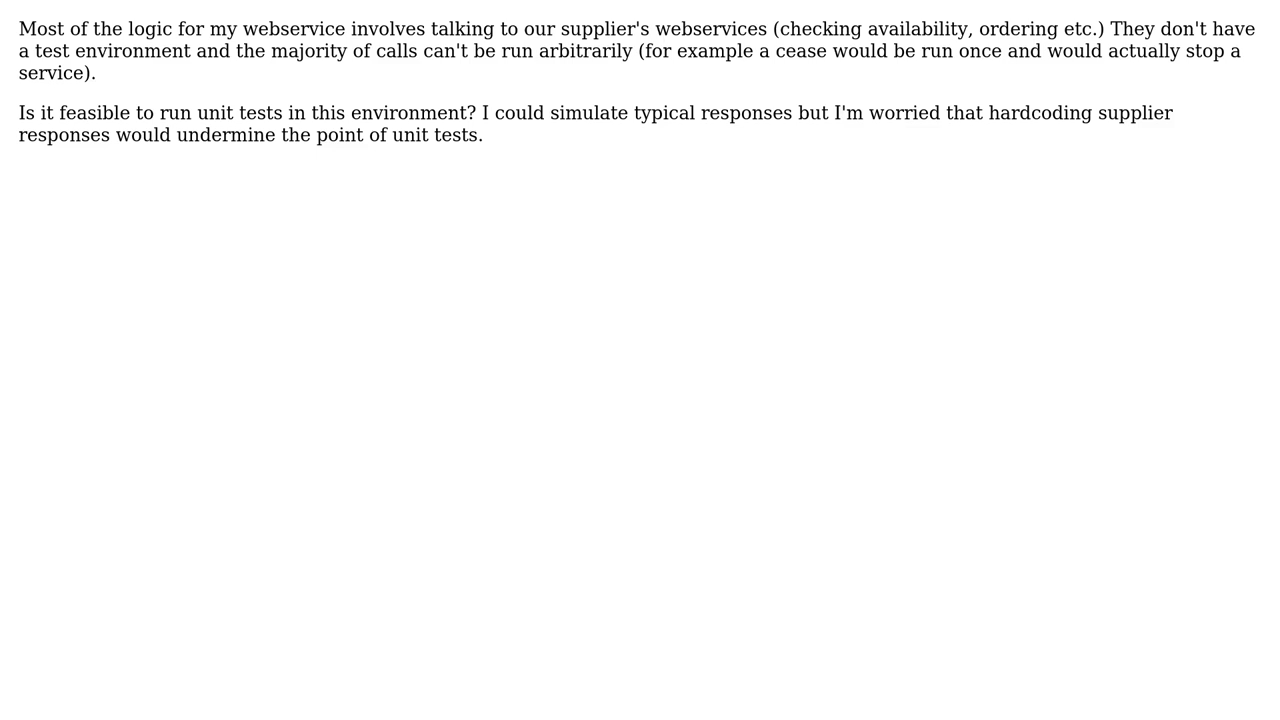 Most of the logic for my webservice involves talking to our supplier's webservices (checking availability, ordering etc.) They don't have
a test environment and the majority of calls can't be run arbitrarily (for example a cease would be run once and would actually stop a
service).
Is it feasible to run unit tests in this environment? I could simulate typical responses but I'm worried that hardcoding supplier
responses would undermine the point of unit tests.